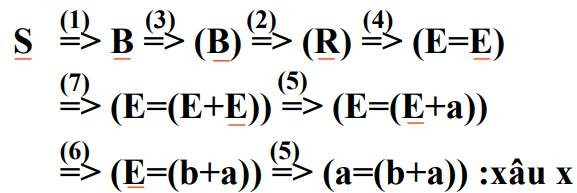 S (1)=> B (3)=> (B) (2)=> (R) (4)=> (E=E)
(7)=> (E=(E+E)) (5)=> (E=(E+a))
(6)=> (E=(b+a)) (5)=> (a=(b+a)) :xâu x